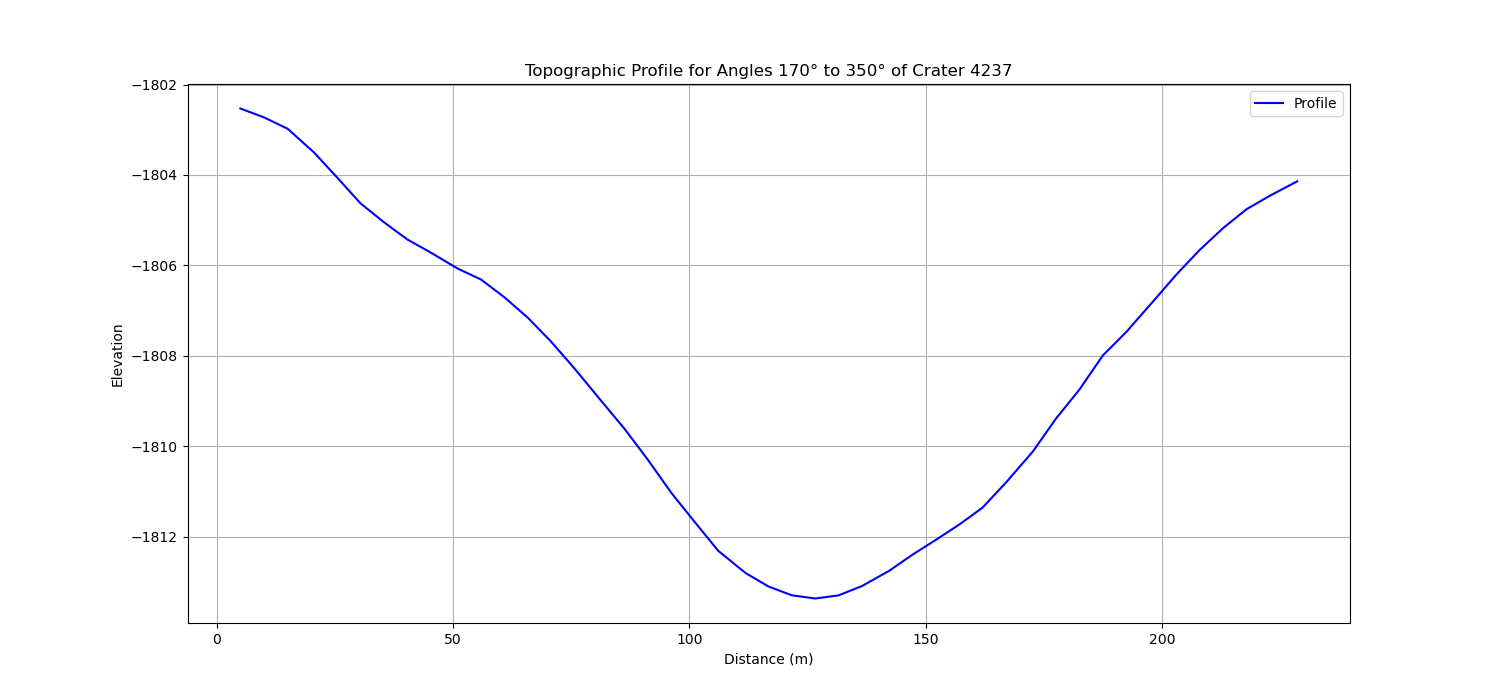 Topographic Profile for Angles 170° to 350° of Crater 4237
Profile
−1802
−1804
−1806
−1808
−1810
−1812
Elevation
0
50
100
150
200
Distance (m)